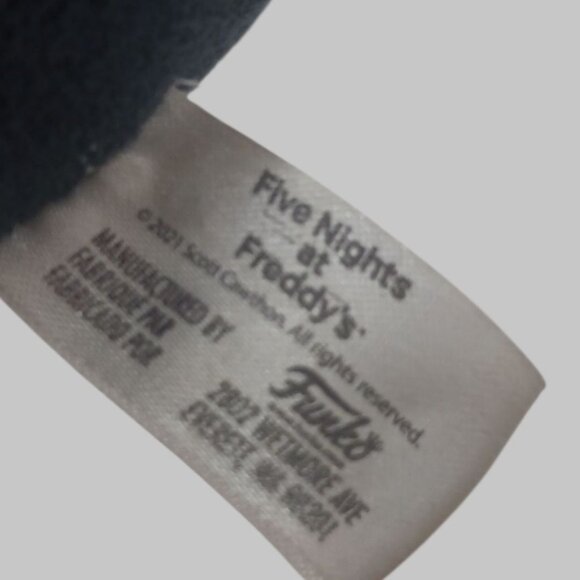 Five Nights
at
Freddy's
© 2021 Scott Cawthon. All rights reserved.
MANUFACTURED BY
FABRIQUE PAR
FABRICADO POR
Funko
2802 WETMORE AVE
EVERETT, WA 98201